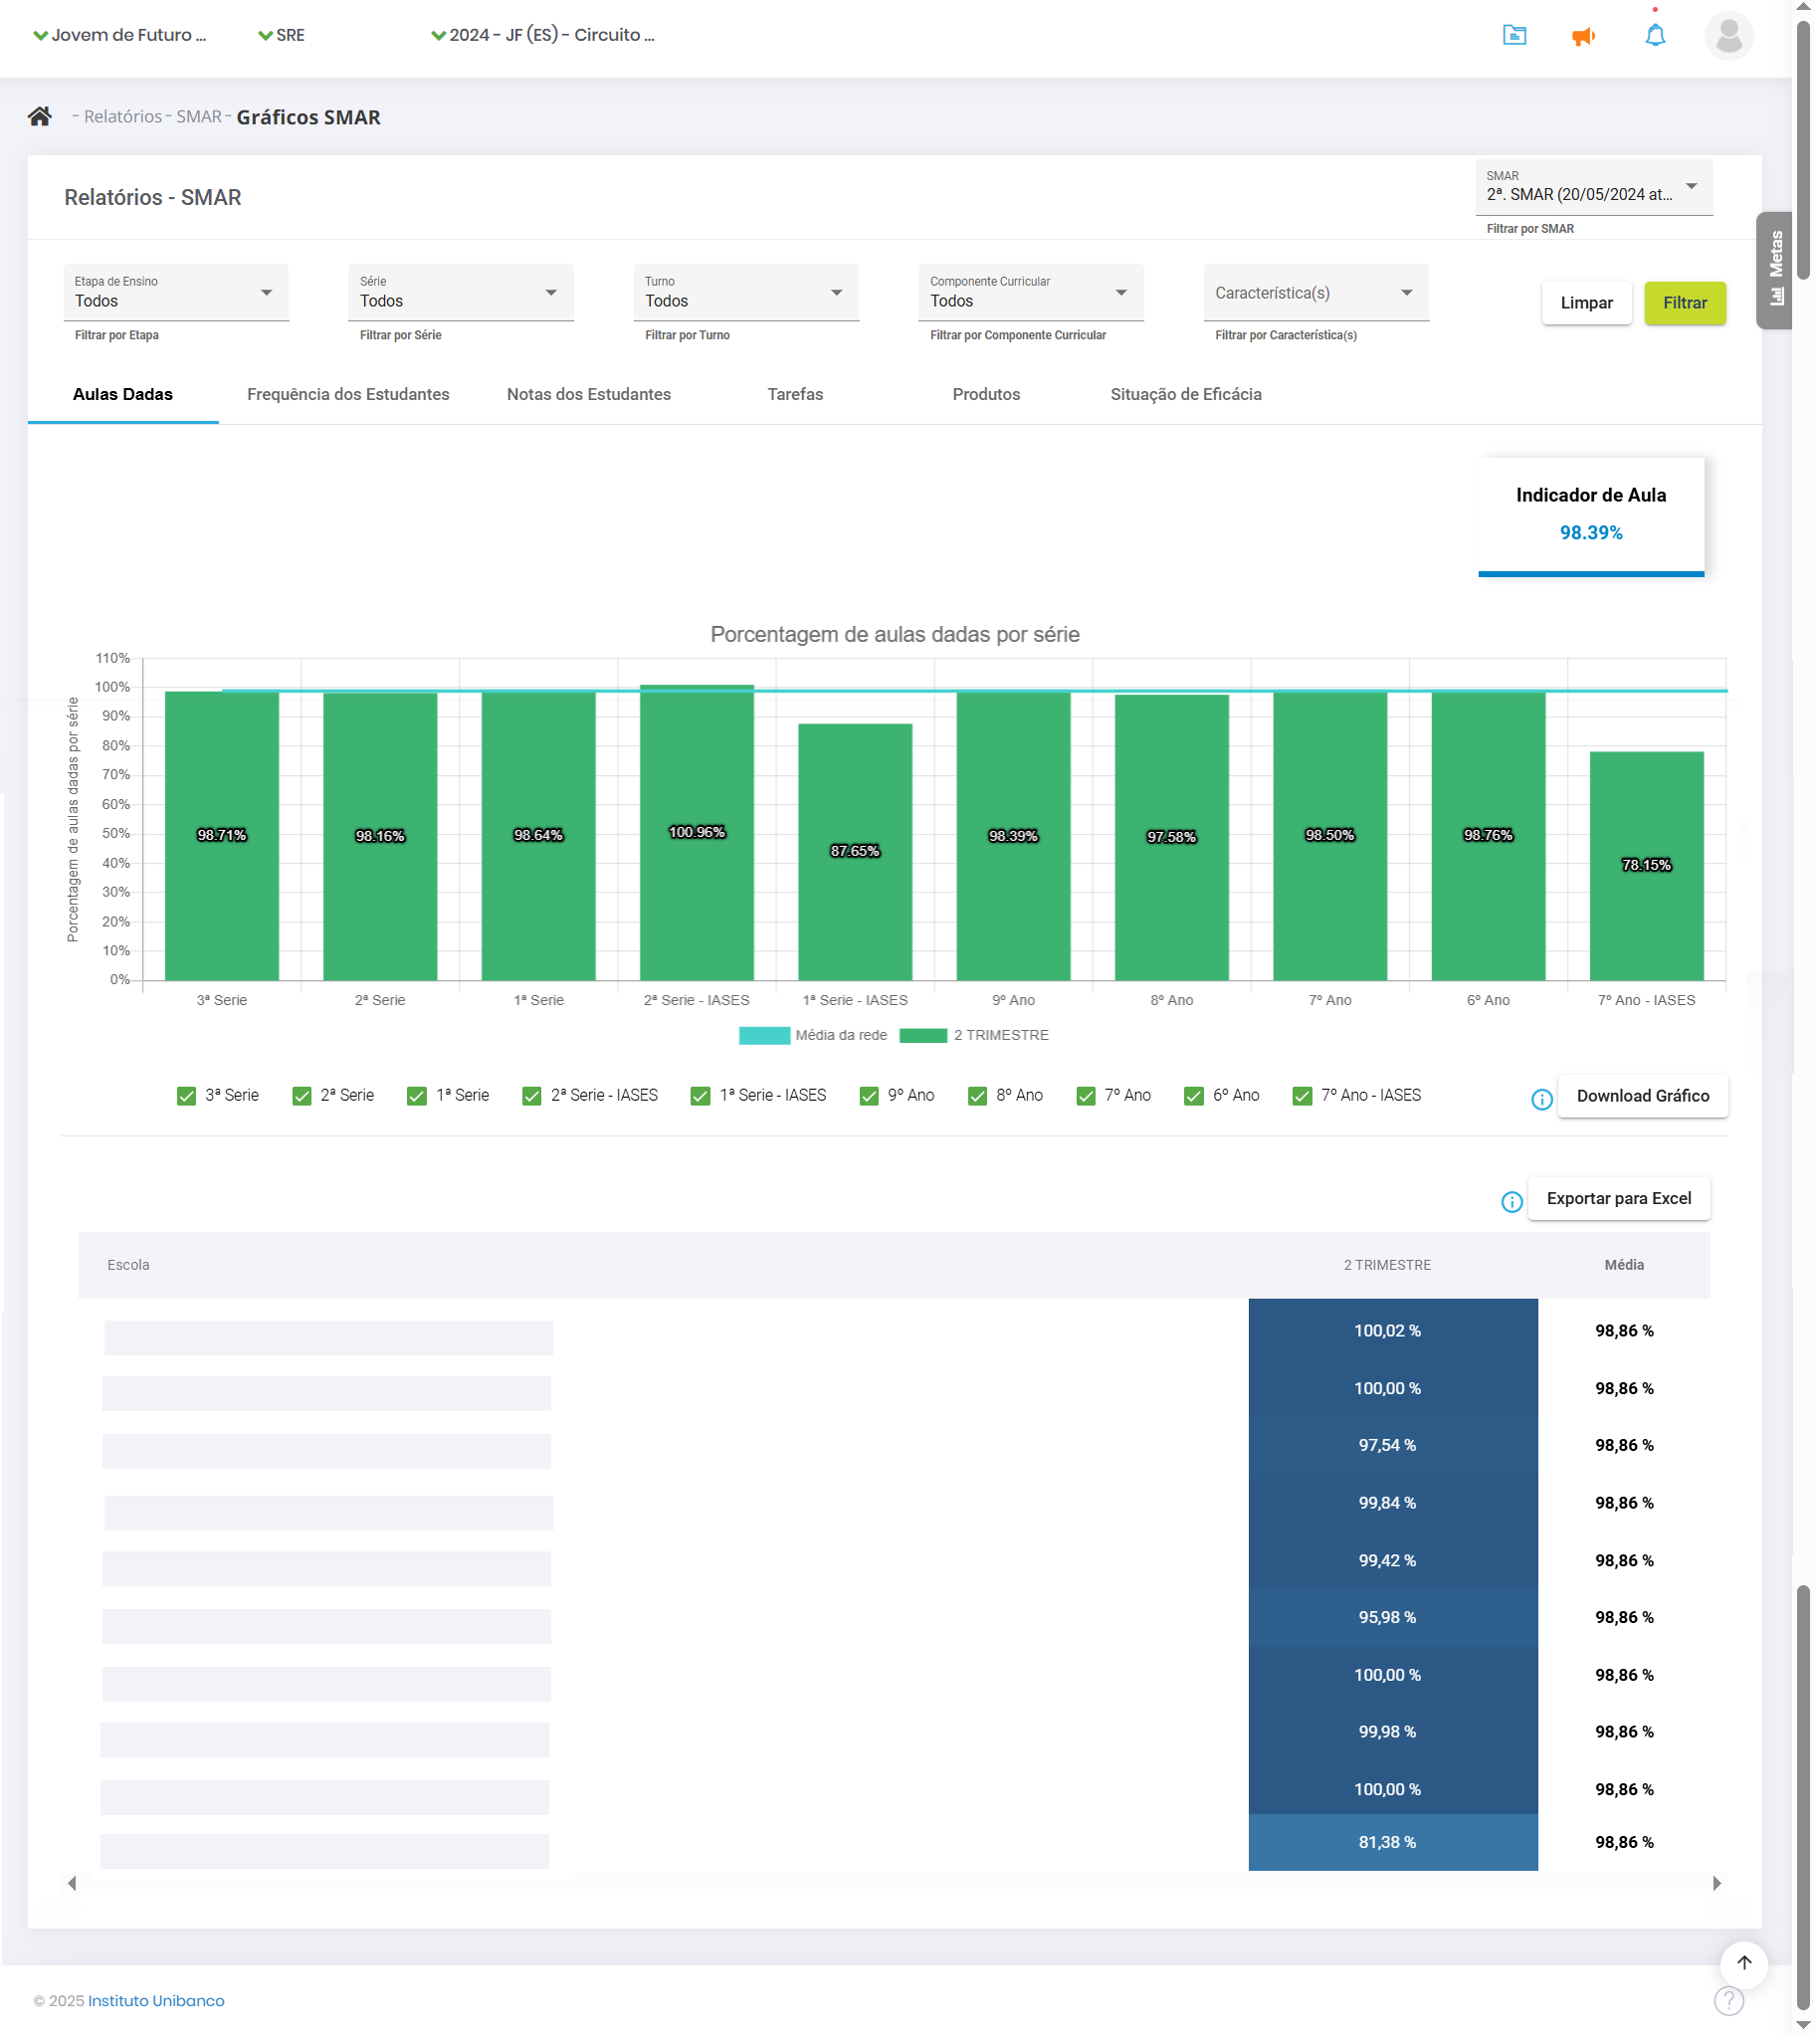 Jovem de Futuro ...
SRE
2024 - JF (ES) - Circuito ...
- Relatórios - SMAR - Gráficos SMAR
Relatórios - SMAR
SMAR
2ª. SMAR (20/05/2024 at...
Filtrar por SMAR
Metas
Etapa de Ensino
Todos
Filtrar por Etapa
Série
Todos
Filtrar por Série
Turno
Todos
Filtrar por Turno
Componente Curricular
Todos
Filtrar por Componente Curricular
Característica(s)
Filtrar por Característica(s)
Limpar
Filtrar
Aulas Dadas
Frequência dos Estudantes
Notas dos Estudantes
Tarefas
Produtos
Situação de Eficácia
Indicador de Aula
98.39%
Porcentagem de aulas dadas por série
Porcentagem de aulas dadas por série
110%
100%
90%
80%
70%
60%
50%
40%
30%
20%
10%
0%
98.71%
98.16%
98.64%
100.96%
87.65%
98.39%
97.58%
98.50%
98.76%
78.15%
3ª Serie
2ª Serie
1ª Serie
2ª Serie - IASES
1ª Serie - IASES
9º Ano
8º Ano
7º Ano
6º Ano
7º Ano - IASES
Média da rede
2 TRIMESTRE
3ª Serie
2ª Serie
1ª Serie
2ª Serie - IASES
1ª Serie - IASES
9º Ano
8º Ano
7º Ano
6º Ano
7º Ano - IASES
Download Gráfico
Exportar para Excel
Escola 2 TRIMESTRE Média
100,02 % 98,86 %
100,00 % 98,86 %
97,54 % 98,86 %
99,84 % 98,86 %
99,42 % 98,86 %
95,98 % 98,86 %
100,00 % 98,86 %
99,98 % 98,86 %
100,00 % 98,86 %
81,38 % 98,86 %
© 2025 Instituto Unibanco
?